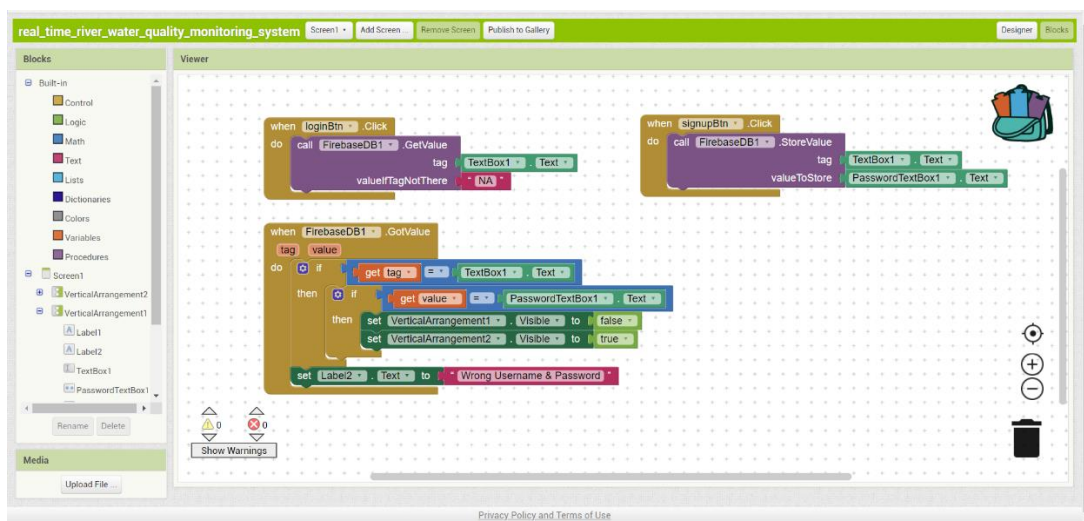 real_time_river_water_quality_monitoring_system Screen1 Add Screen ... Remove Screen Publish to Gallery Designer Blocks
Blocks
Built-in
Control
Logic
Math
Text
Lists
Dictionaries
Colors
Variables
Procedures
Screen1
VerticalArrangement2
VerticalArrangement1
Label1
Label2
TextBox1
PasswordTextBox1
Rename Delete
Media
Upload File ...
Viewer
when loginBtn .Click
do call FirebaseDB1 .GetValue
tag TextBox1 . Text
valueIfTagNotThere " NA "
when signupBtn .Click
do call FirebaseDB1 .StoreValue
tag TextBox1 . Text
valueToStore PasswordTextBox1 . Text
when FirebaseDB1 .GotValue
tag value
do if get tag = TextBox1 . Text
then if get value = PasswordTextBox1 . Text
then set VerticalArrangement1 . Visible to false
set VerticalArrangement2 . Visible to true
set Label2 . Text to " Wrong Username & Password "
0 0
Show Warnings
Privacy Policy and Terms of Use